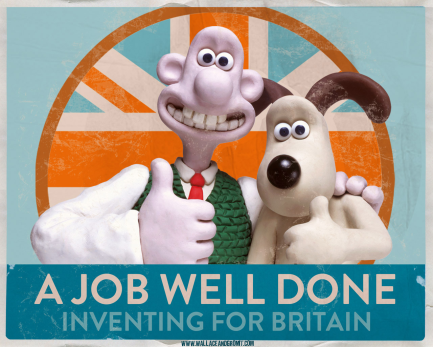 A JOB WELL DONE
INVENTING FOR BRITAIN
WWW.WALLACEANDGROMIT.COM